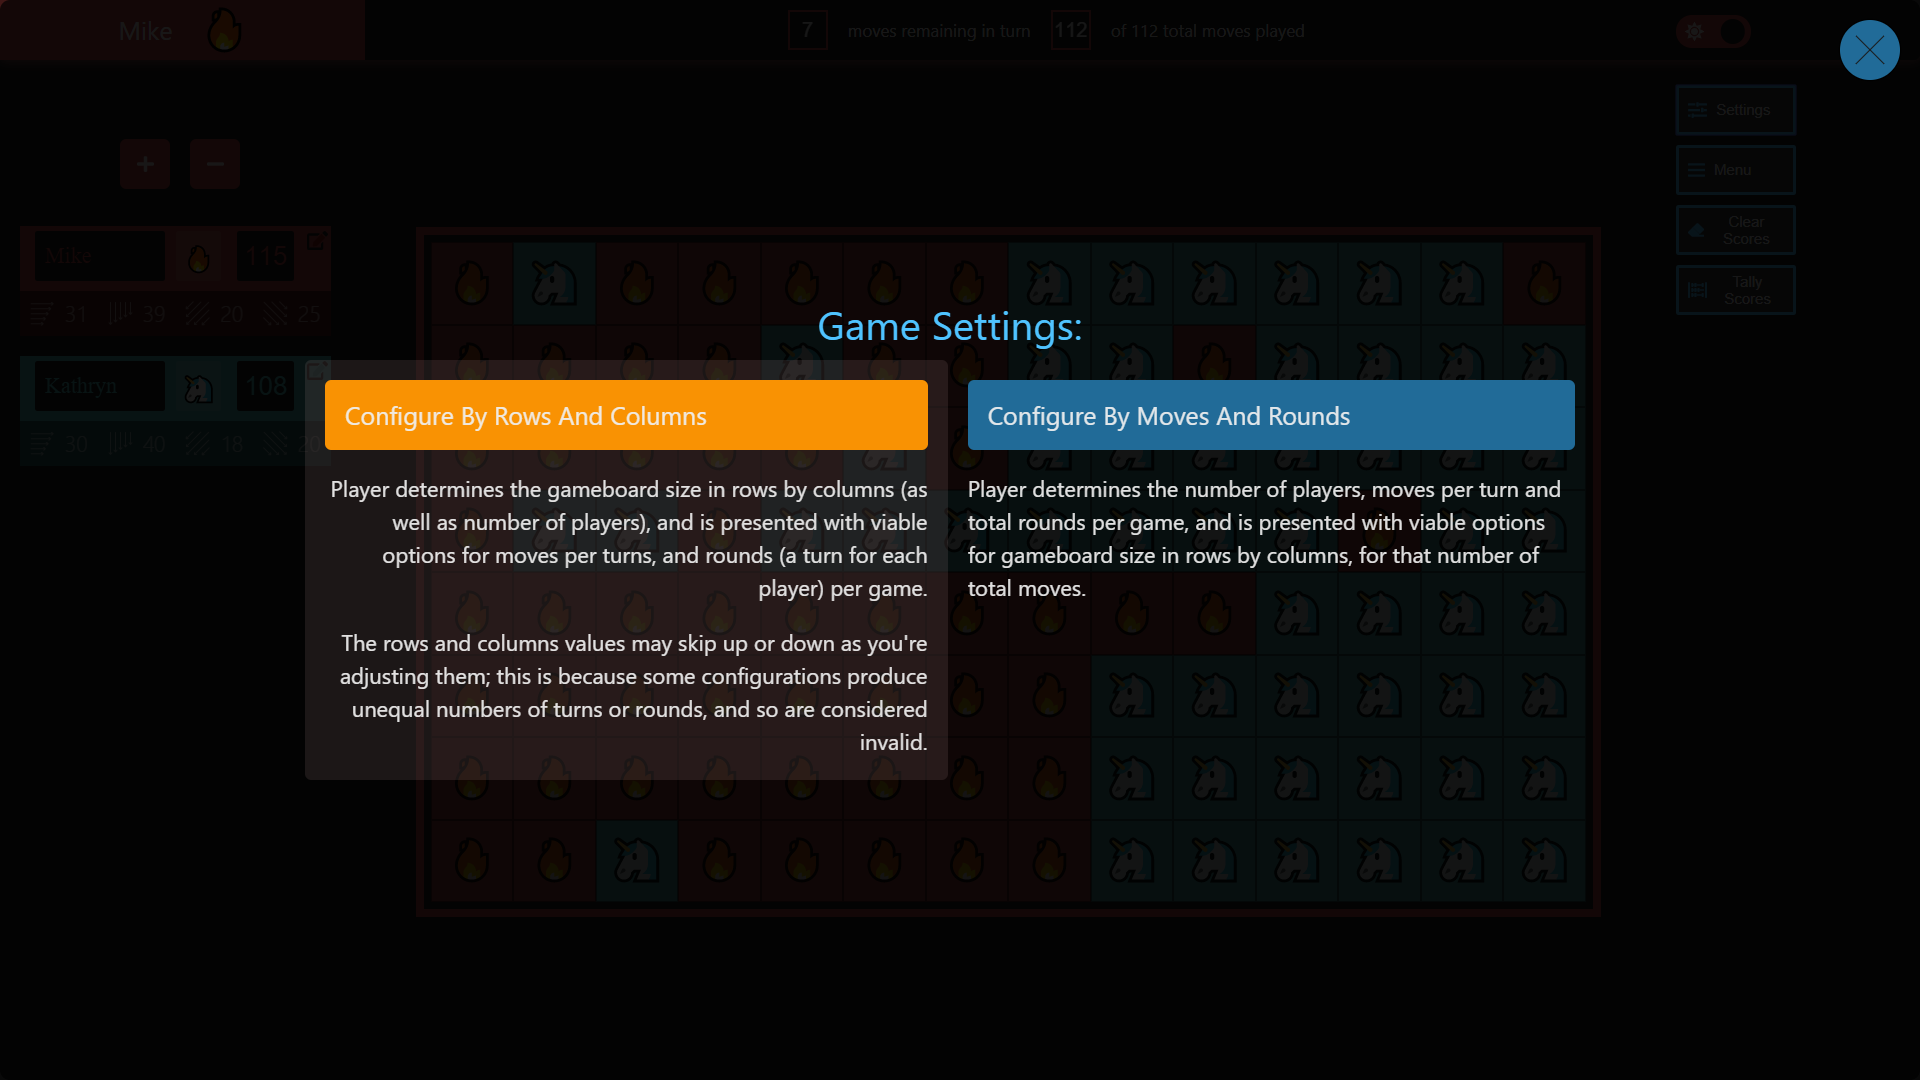 Mike
7 moves remaining in turn 112 of 112 total moves played
Settings
Menu
Clear
Scores
Tally
Scores
+ −
Mike 115
31 39 20 25
Kathryn 108
30 40 18 20
Game Settings:
Configure By Rows And Columns
Player determines the gameboard size in rows by columns (as
well as number of players), and is presented with viable
options for moves per turns, and rounds (a turn for each
player) per game.
The rows and columns values may skip up or down as you're
adjusting them; this is because some configurations produce
unequal numbers of turns or rounds, and so are considered
invalid.
Configure By Moves And Rounds
Player determines the number of players, moves per turn and
total rounds per game, and is presented with viable options
for gameboard size in rows by columns, for that number of
total moves.